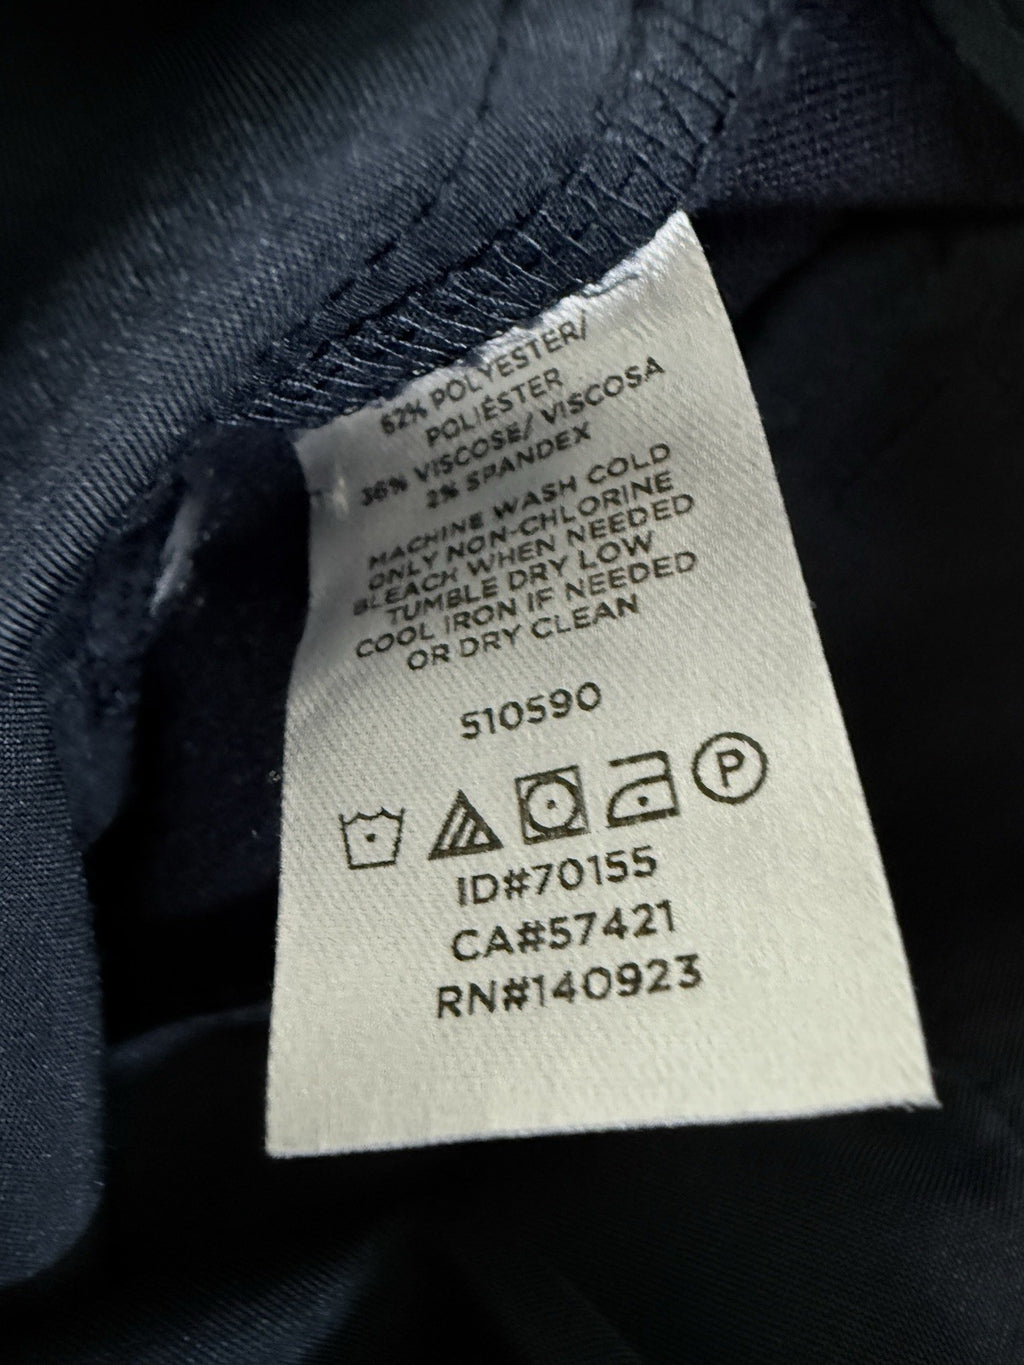 62% POLYESTER/
POLIÉSTER
36% VISCOSE/ VISCOSA
2% SPANDEX
MACHINE WASH COLD
ONLY NON-CHLORINE
BLEACH WHEN NEEDED
TUMBLE DRY LOW
COOL IRON IF NEEDED
OR DRY CLEAN
510590
P
ID#70155
CA#57421
RN#140923